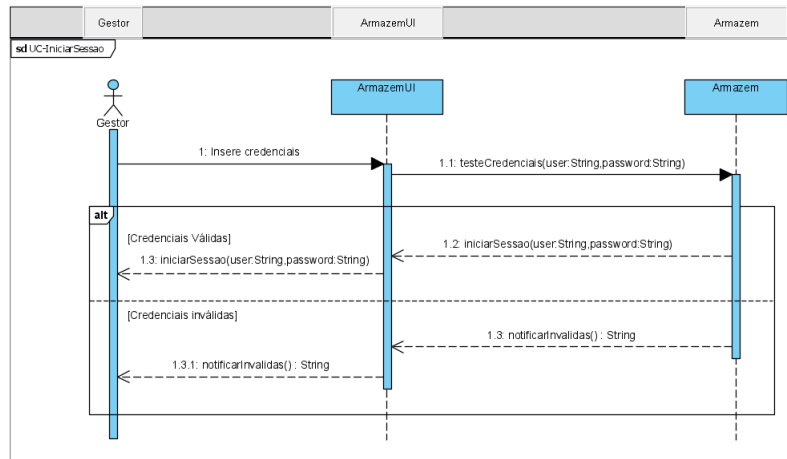 Gestor
ArmazemUI
Armazem
sd UC-IniciarSessao
ArmazemUI
Armazem
Gestor
1: Insere credenciais
1.1: testeCredenciais(user:String,password:String)
alt
[Credenciais Válidas]
1.2: iniciarSessao(user:String,password:String)
1.3: iniciarSessao(user:String,password:String)
[Credenciais inválidas]
1.3: notificarInvalidas() : String
1.3.1: notificarInvalidas() : String